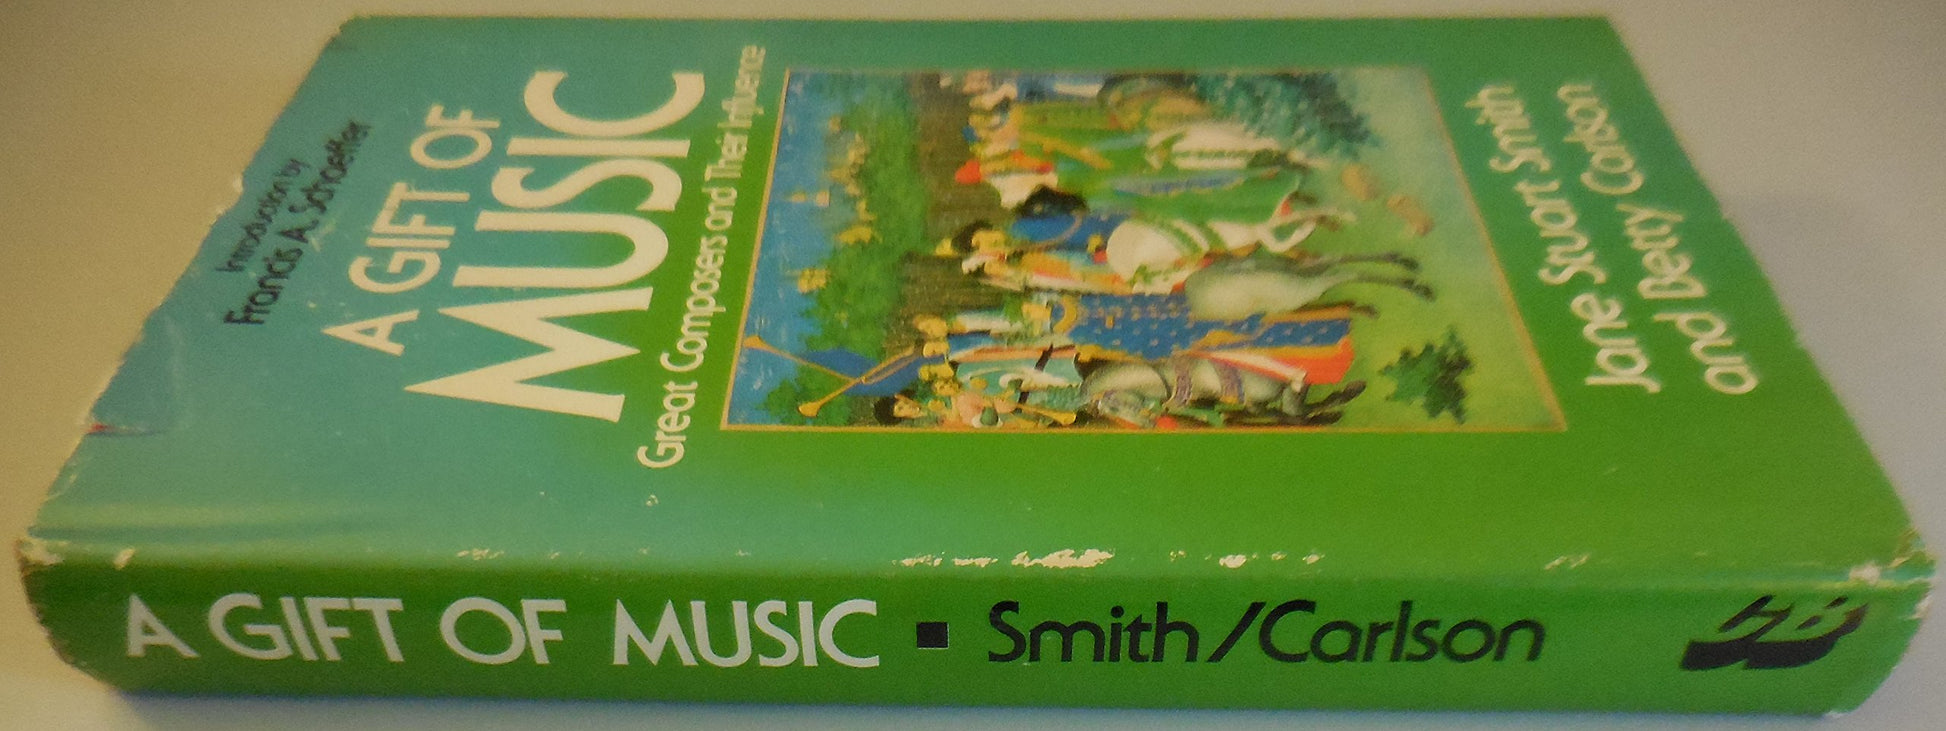 Introduction by
Francis A. Schaeffer
A GIFT OF
MUSIC
Great Composers and Their Influence
Jane Stuart Smith
and Betty Carlson
A GIFT OF MUSIC ▪ Smith/Carlson